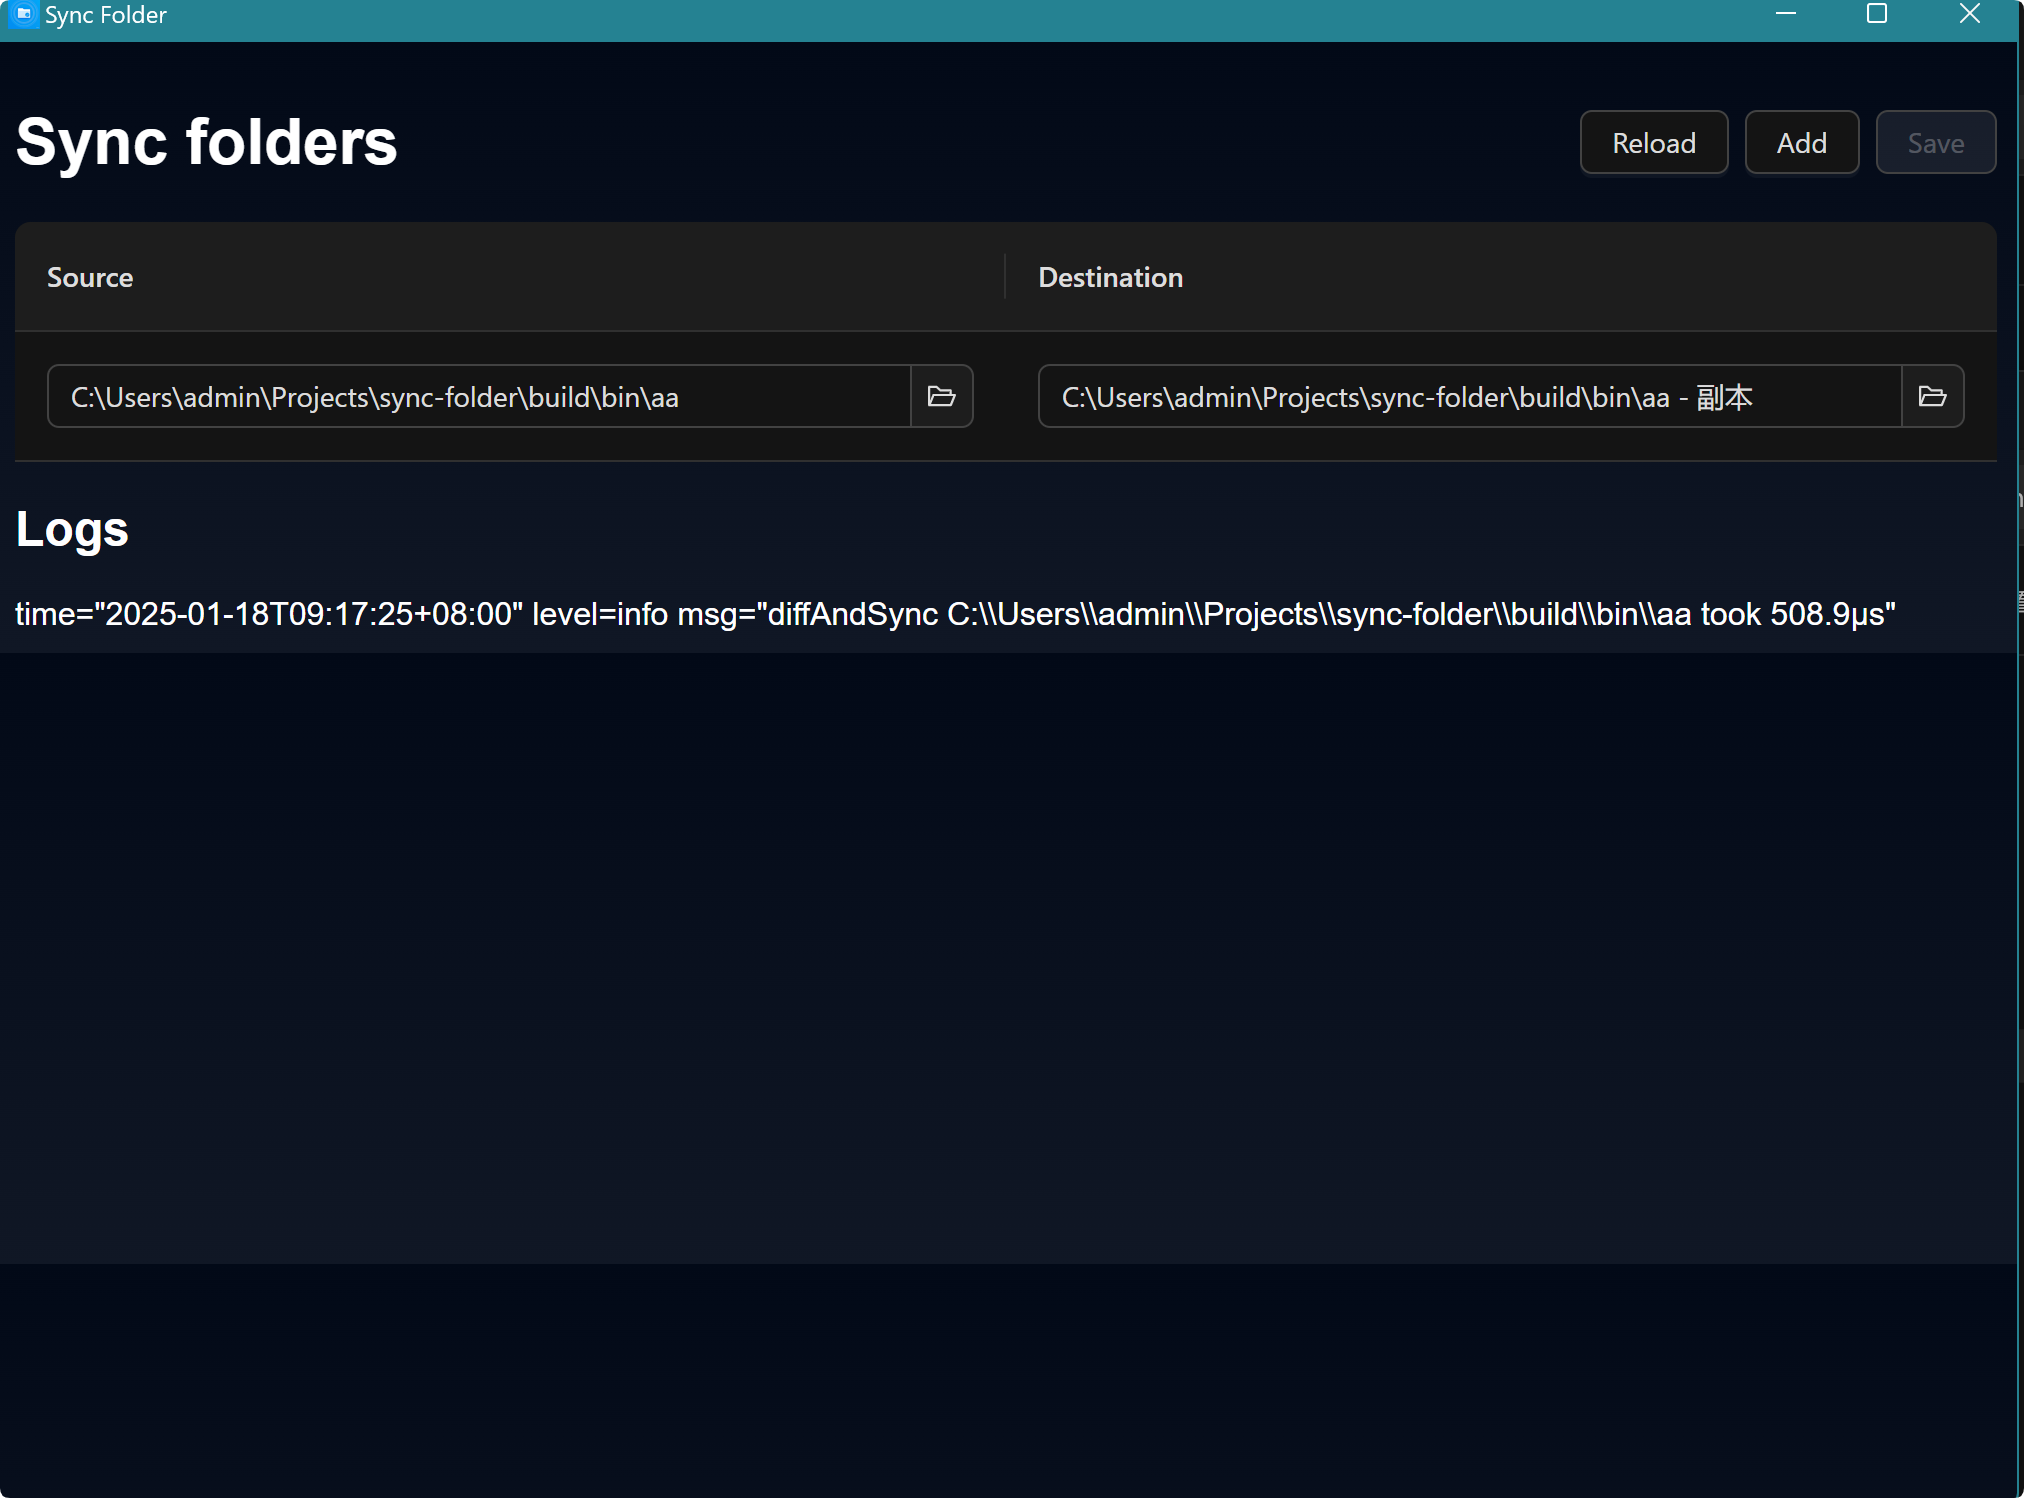 Sync Folder
Sync folders
Reload
Add
Save
Source
Destination
C:\Users\admin\Projects\sync-folder\build\bin\aa
C:\Users\admin\Projects\sync-folder\build\bin\aa - 副本
Logs
time="2025-01-18T09:17:25+08:00" level=info msg="diffAndSync C:\\Users\\admin\\Projects\\sync-folder\\build\\bin\\aa took 508.9µs"